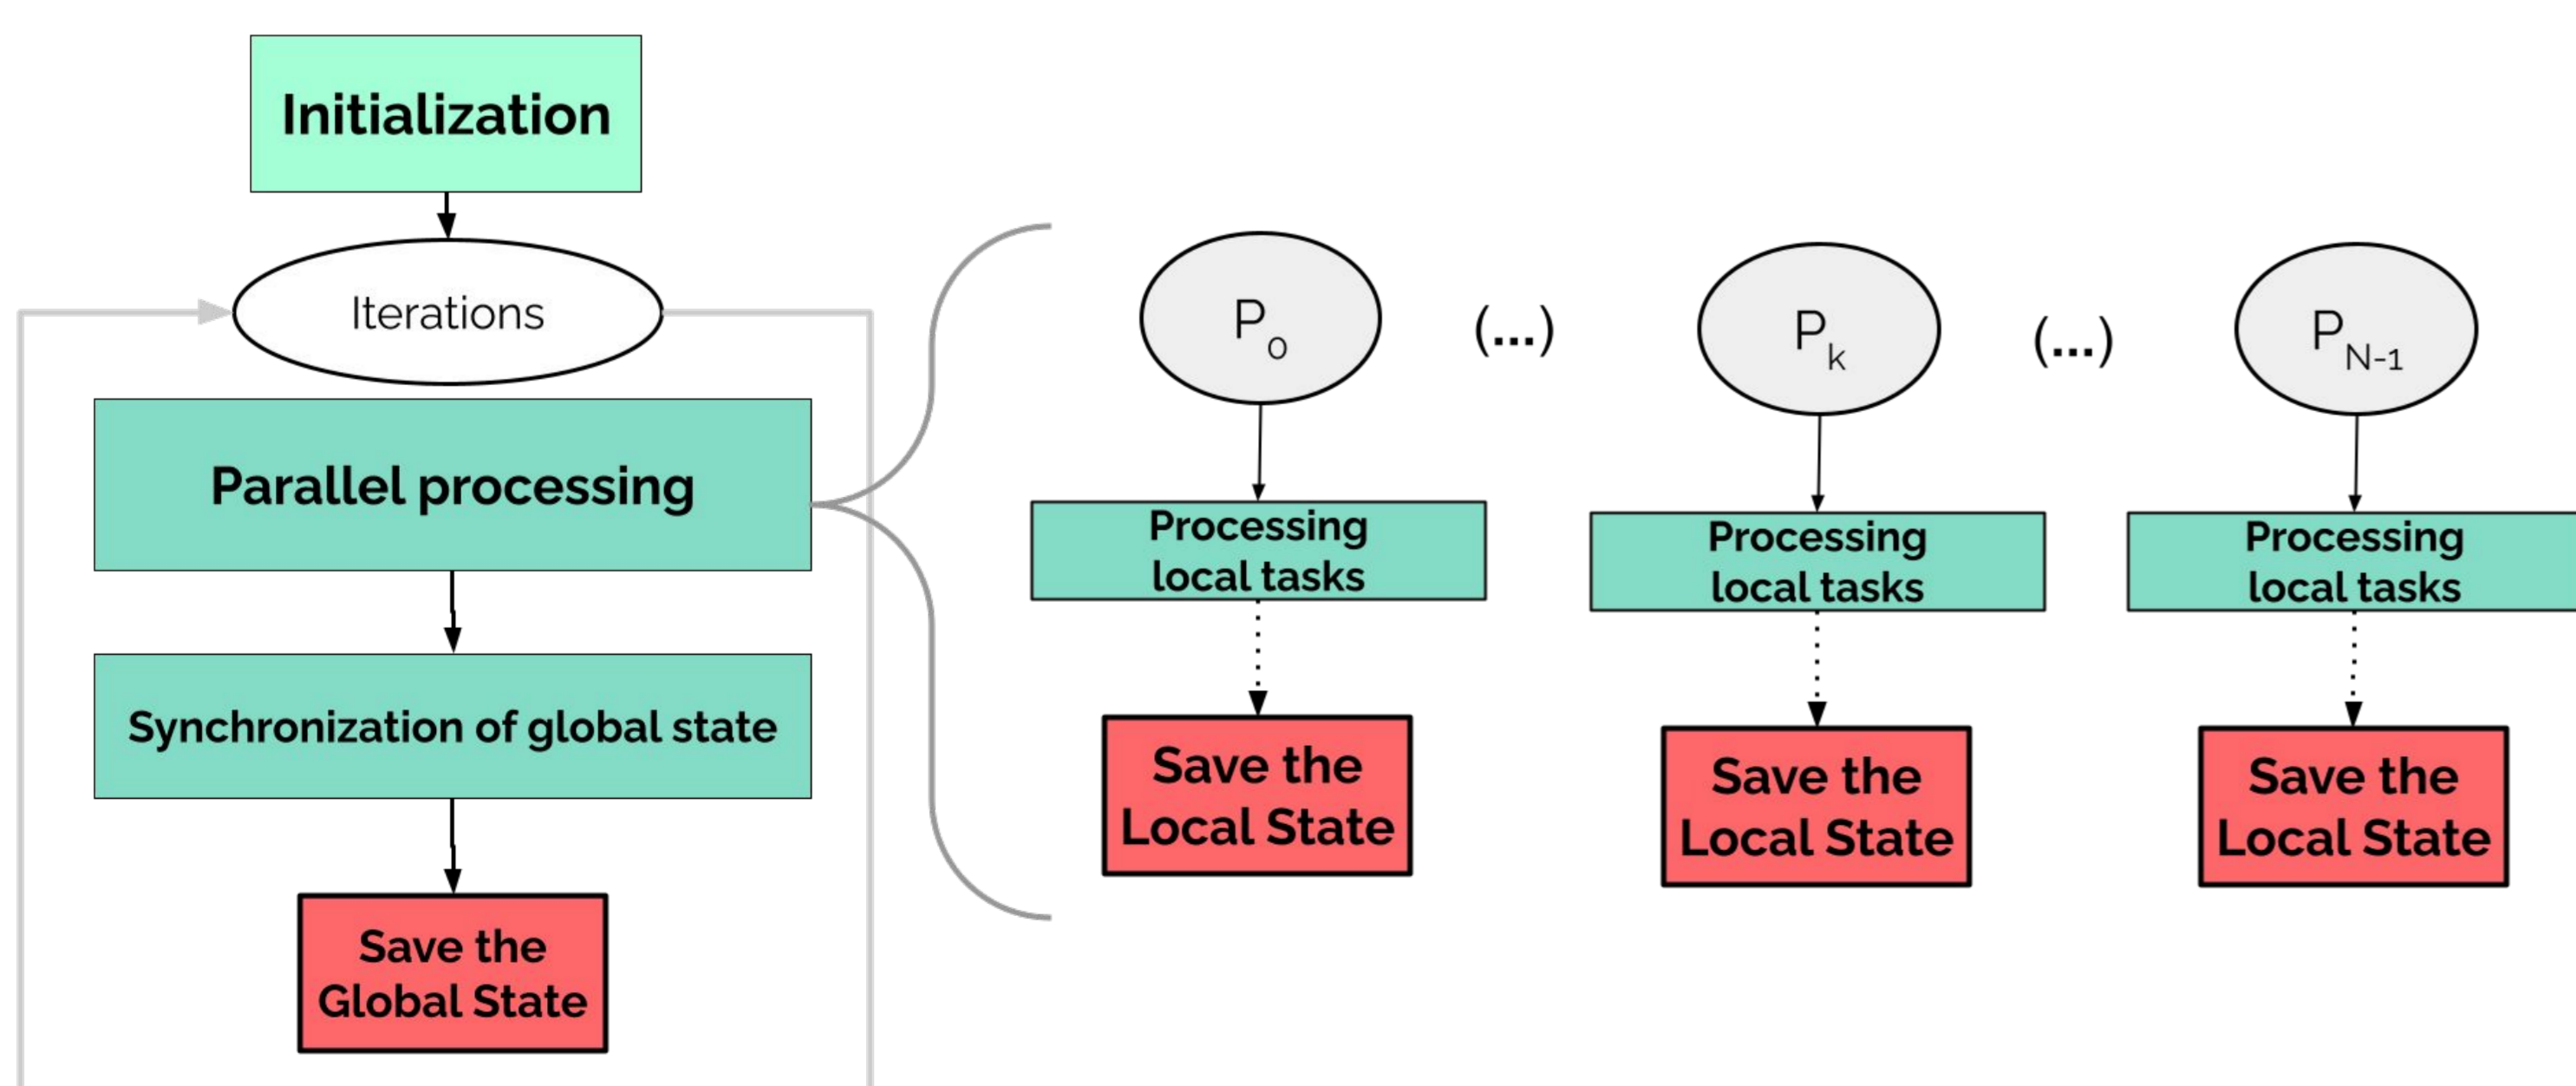 Initialization
Iterations
Parallel processing
Synchronization of global state
Save the
Global State
P0
(...)
Pk
(...)
PN-1
Processing
local tasks
Processing
local tasks
Processing
local tasks
Save the
Local State
Save the
Local State
Save the
Local State